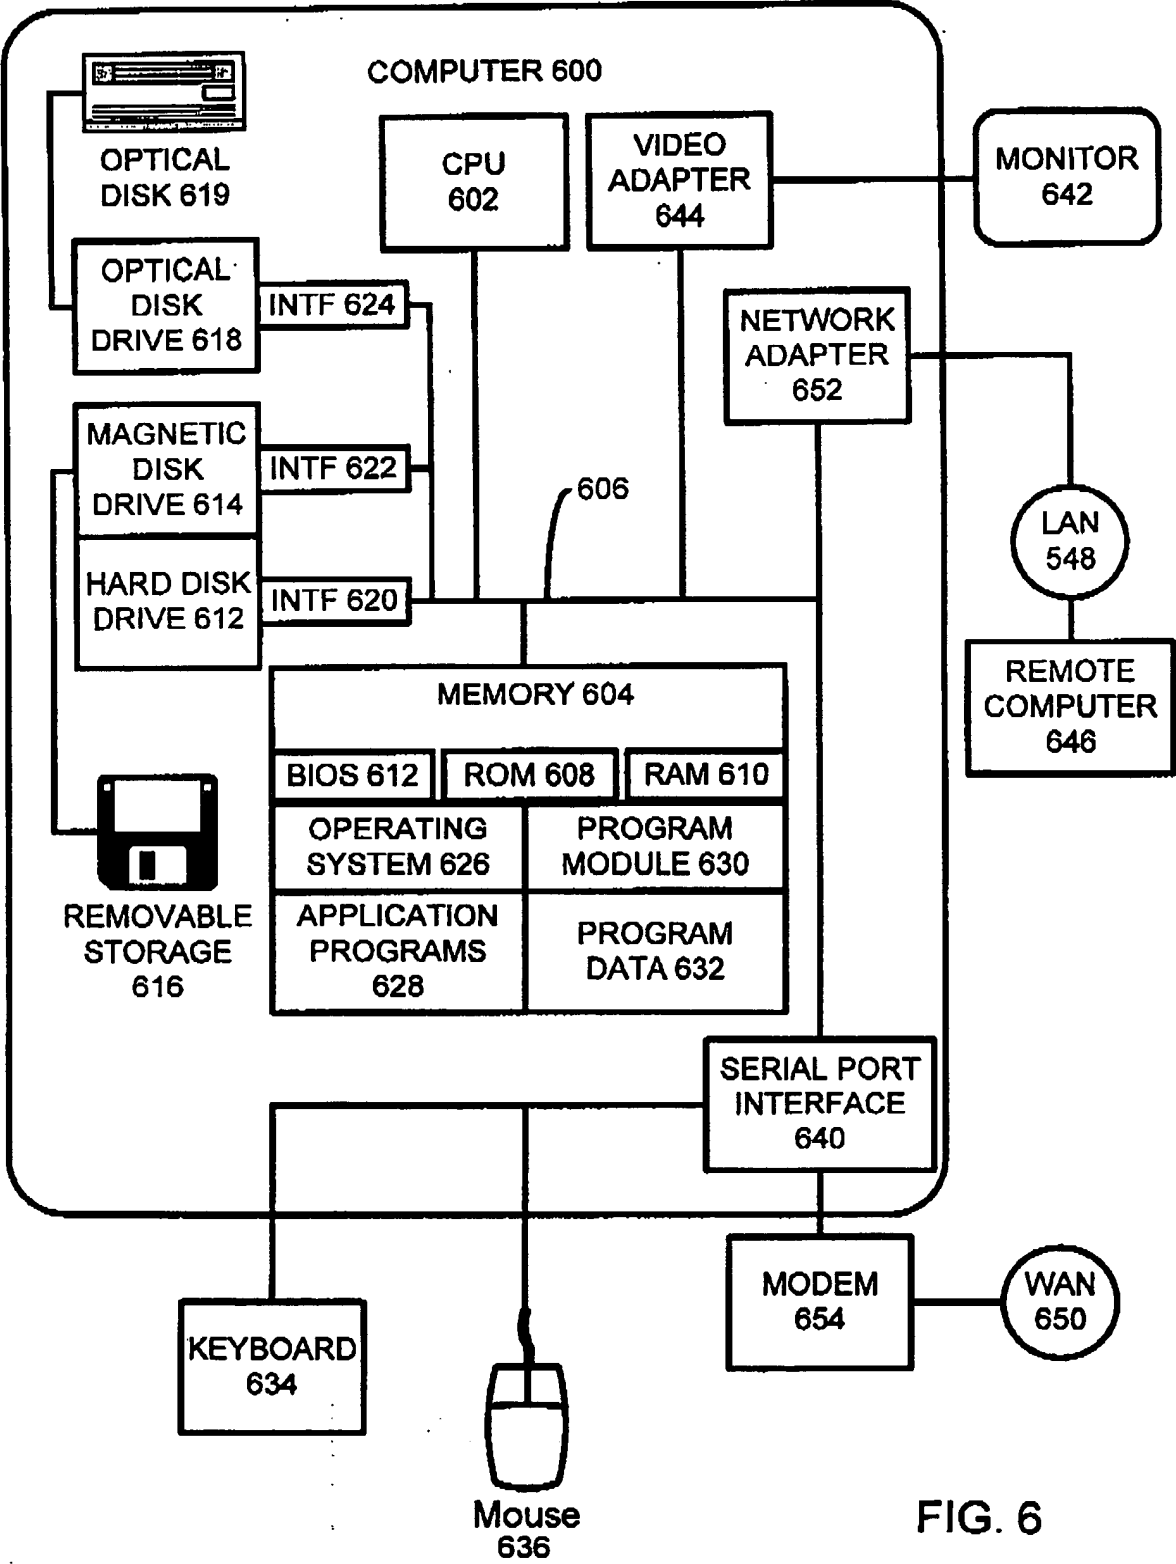 COMPUTER 600
OPTICAL
DISK 619
CPU
602
VIDEO
ADAPTER
644
MONITOR
642
OPTICAL
DISK
DRIVE 618
INTF 624
NETWORK
ADAPTER
652
MAGNETIC
DISK
DRIVE 614
INTF 622
606
LAN
548
HARD DISK
DRIVE 612
INTF 620
REMOTE
COMPUTER
646
MEMORY 604
BIOS 612
ROM 608
RAM 610
OPERATING
SYSTEM 626
PROGRAM
MODULE 630
REMOVABLE
STORAGE
616
APPLICATION
PROGRAMS
628
PROGRAM
DATA 632
SERIAL PORT
INTERFACE
640
MODEM
654
WAN
650
KEYBOARD
634
Mouse
636
FIG. 6